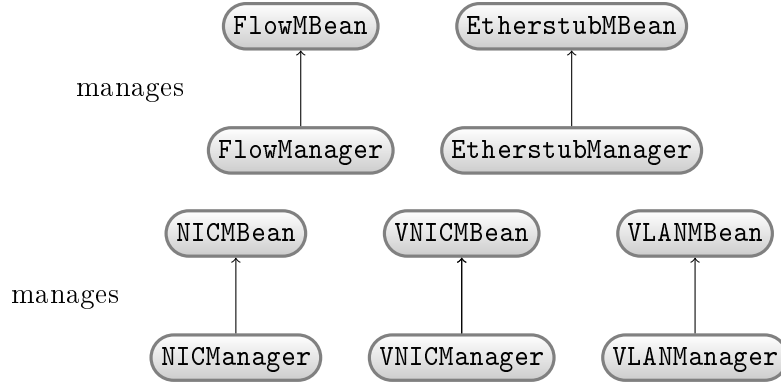 FlowMBean EtherstubMBean
manages
FlowManager EtherstubManager
NICMBean VNICMBean VLANMBean
manages
NICManager VNICManager VLANManager